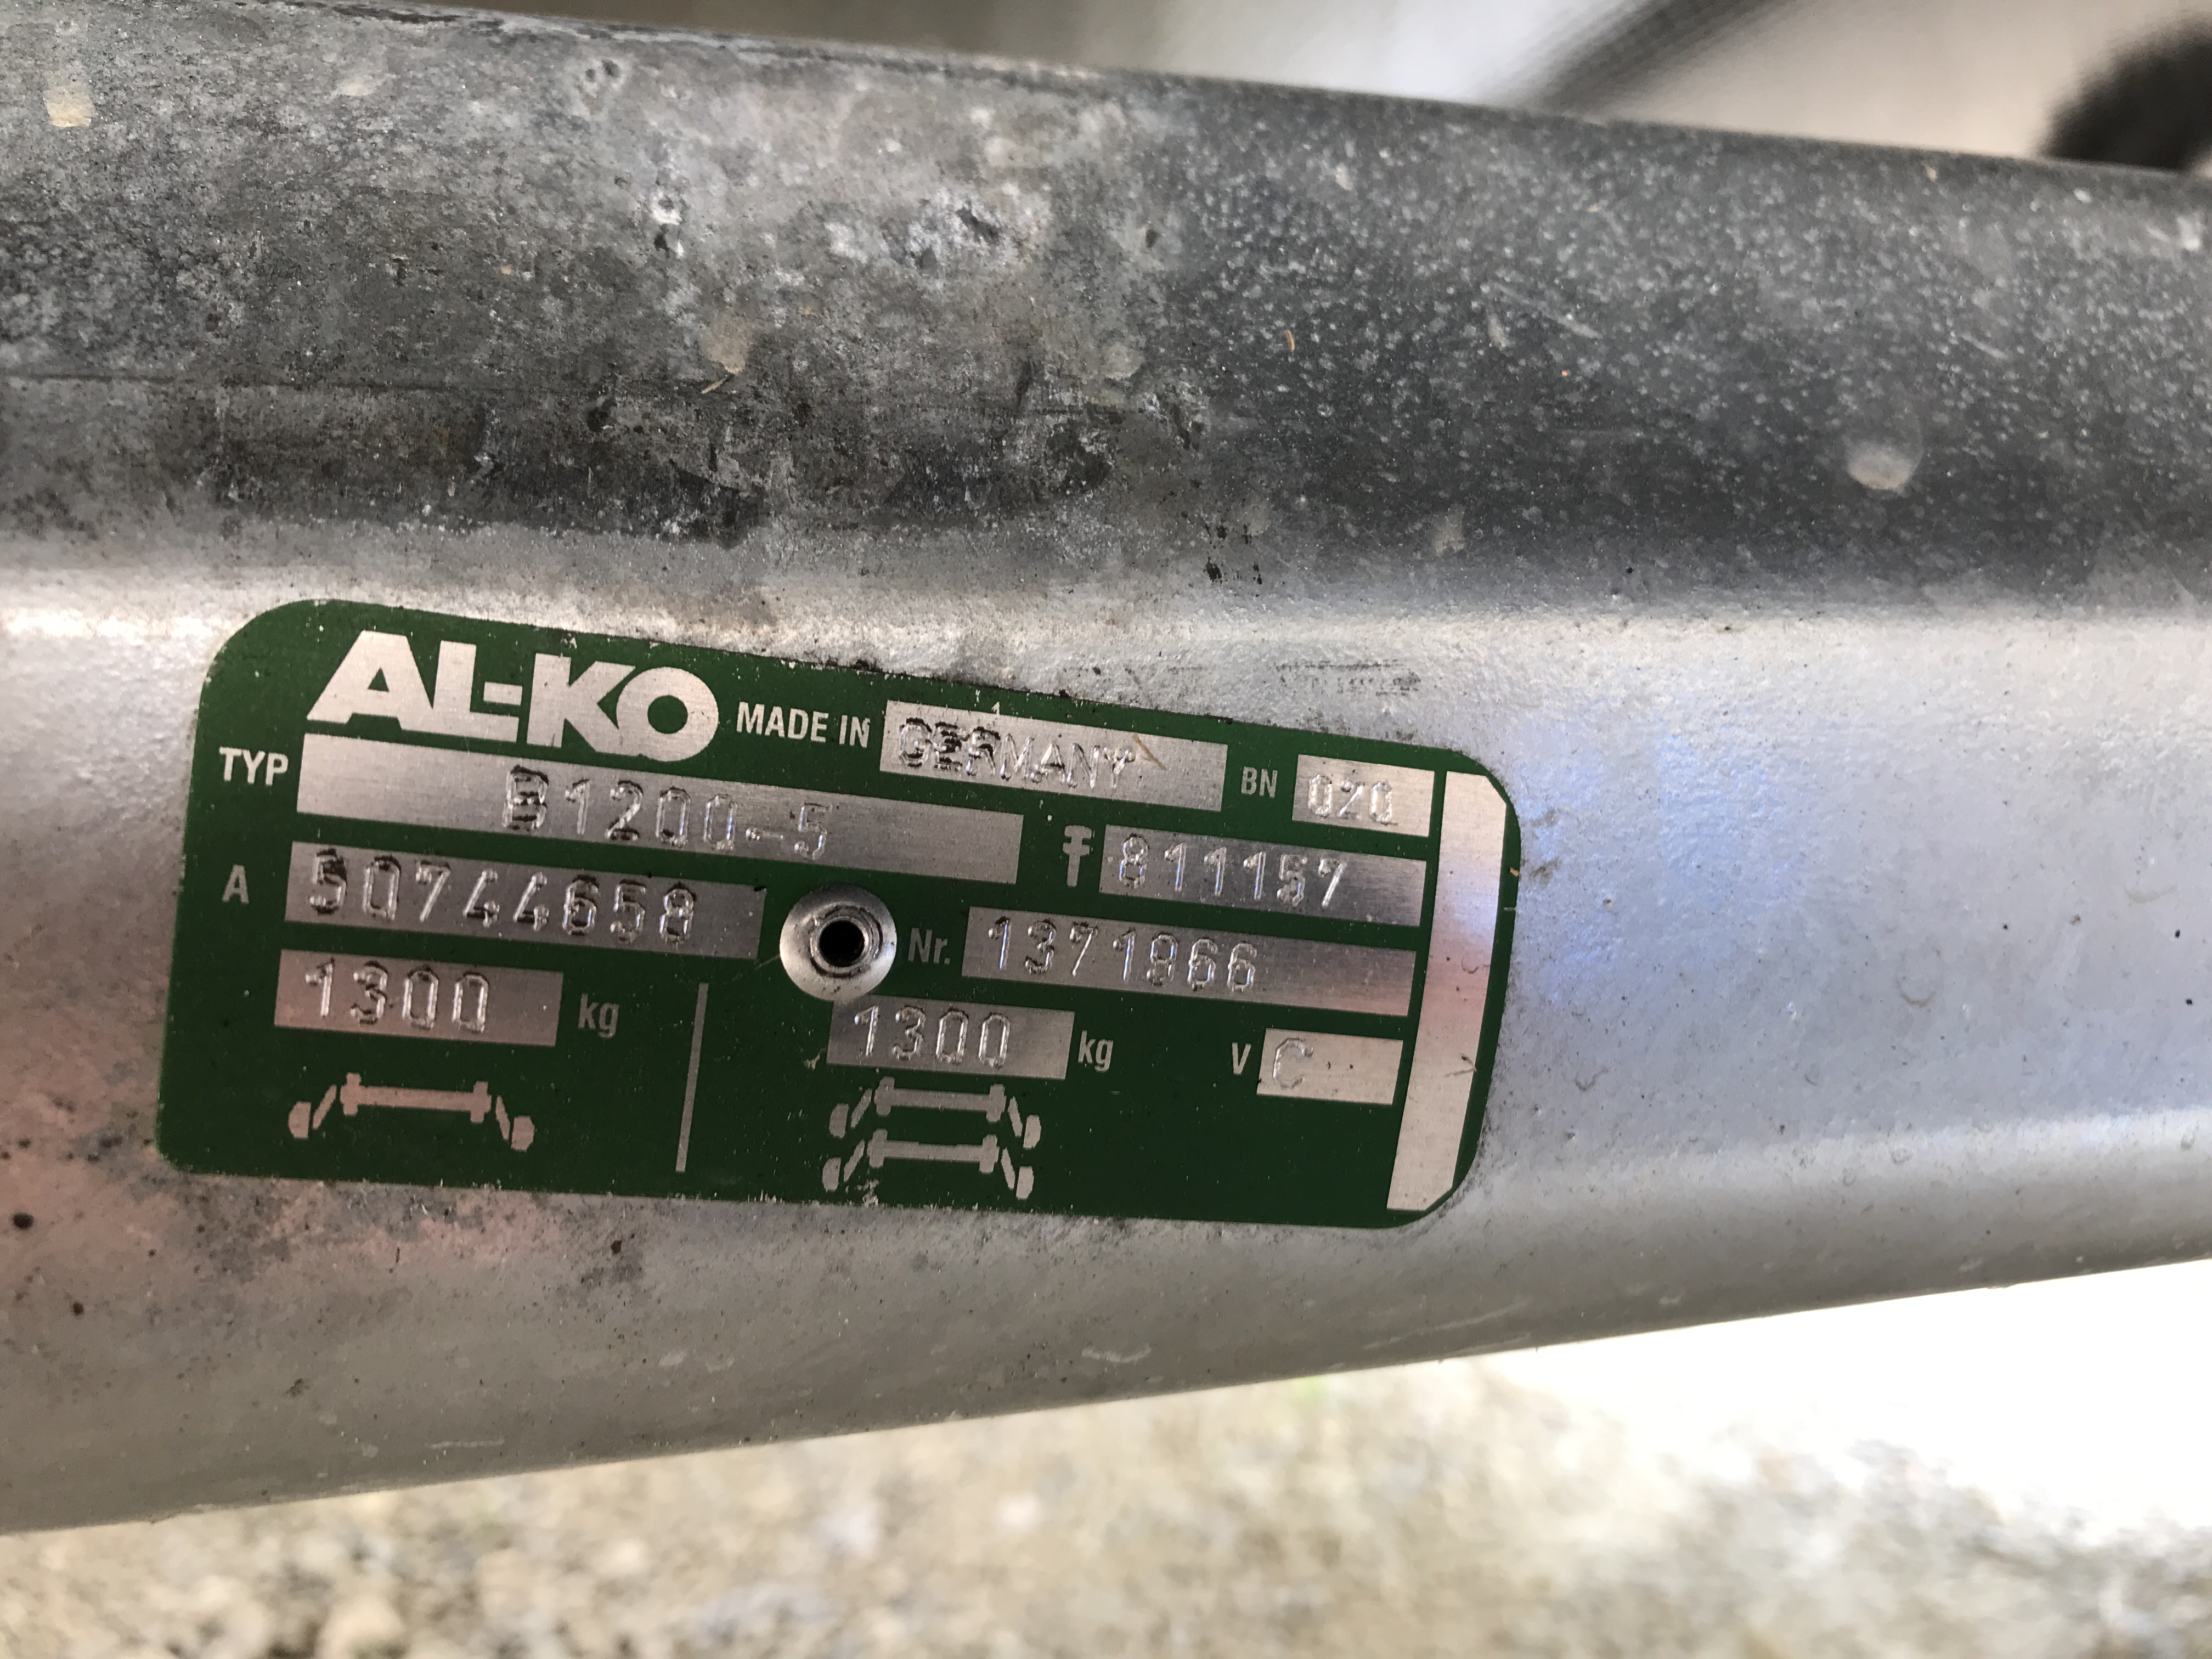 AL-KO MADE IN GERMANY BN 020
TYP B1200-5 811157
A 50744658 Nr. 1371966
1300 kg 1300 kg V C